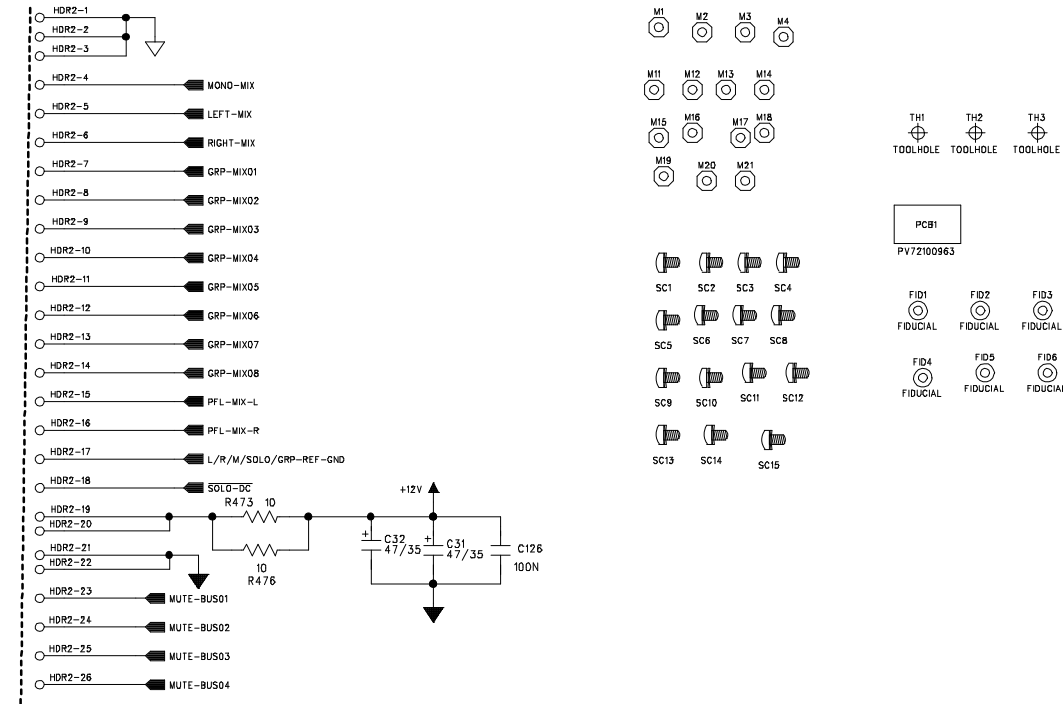 HDR2-1
HDR2-2
HDR2-3
HDR2-4 MONO-MIX
HDR2-5 LEFT-MIX
HDR2-6 RIGHT-MIX
HDR2-7 GRP-MIX01
HDR2-8 GRP-MIX02
HDR2-9 GRP-MIX03
HDR2-10 GRP-MIX04
HDR2-11 GRP-MIX05
HDR2-12 GRP-MIX06
HDR2-13 GRP-MIX07
HDR2-14 GRP-MIX08
HDR2-15 PFL-MIX-L
HDR2-16 PFL-MIX-R
HDR2-17 L/R/M/SOLO/GRP-REF-GND
HDR2-18 SOLO-DC
HDR2-19
HDR2-20
HDR2-21
HDR2-22
HDR2-23 MUTE-BUS01
HDR2-24 MUTE-BUS02
HDR2-25 MUTE-BUS03
HDR2-26 MUTE-BUS04
R473 10
10
R476
+12V
+ C32
47/35
+ C31
47/35
C126
100N
M1 M2 M3 M4
M11 M12 M13 M14
M15 M16 M17 M18
M19 M20 M21
SC1 SC2 SC3 SC4
SC5 SC6 SC7 SC8
SC9 SC10 SC11 SC12
SC13 SC14 SC15
TH1 TH2 TH3
TOOLHOLE TOOLHOLE TOOLHOLE
PCB1
PV72100963
FID1 FID2 FID3
FIDUCIAL FIDUCIAL FIDUCIAL
FID4 FID5 FID6
FIDUCIAL FIDUCIAL FIDUCIAL